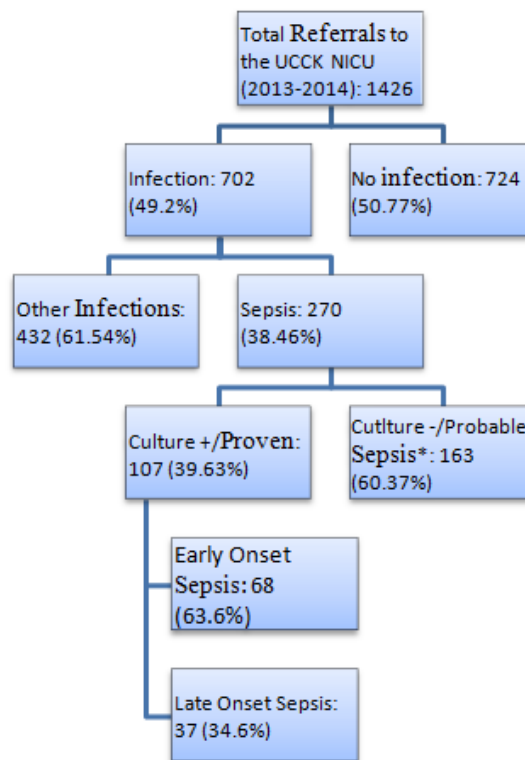 Total Referrals to
the UCCK NICU
(2013-2014): 1426
Infection: 702
(49.2%)
No infection: 724
(50.77%)
Other Infections:
432 (61.54%)
Sepsis: 270
(38.46%)
Culture +/Proven:
107 (39.63%)
Cutlture -/Probable
Sepsis*: 163
(60.37%)
Early Onset
Sepsis: 68
(63.6%)
Late Onset Sepsis:
37 (34.6%)